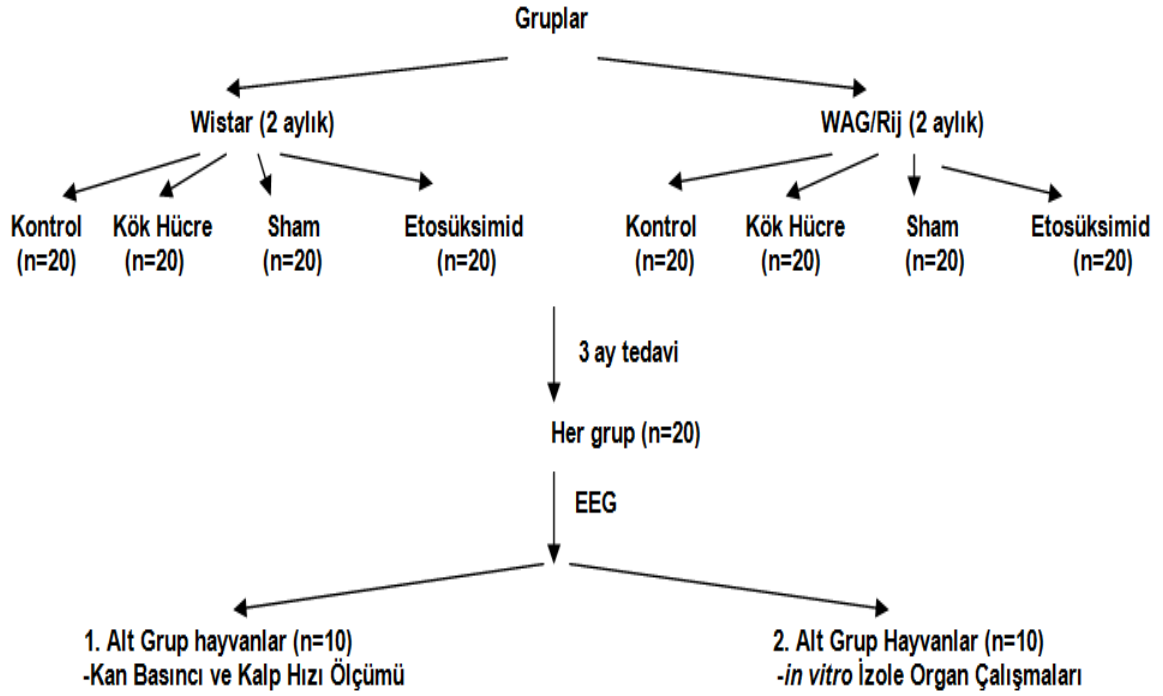 Gruplar
Wistar (2 aylık)
WAG/Rij (2 aylık)
Kontrol
(n=20)
Kök Hücre
(n=20)
Sham
(n=20)
Etosüksimid
(n=20)
Kontrol
(n=20)
Kök Hücre
(n=20)
Sham
(n=20)
Etosüksimid
(n=20)
3 ay tedavi
Her grup (n=20)
EEG
1. Alt Grup hayvanlar (n=10)
-Kan Basıncı ve Kalp Hızı Ölçümü
2. Alt Grup Hayvanlar (n=10)
-in vitro İzole Organ Çalışmaları